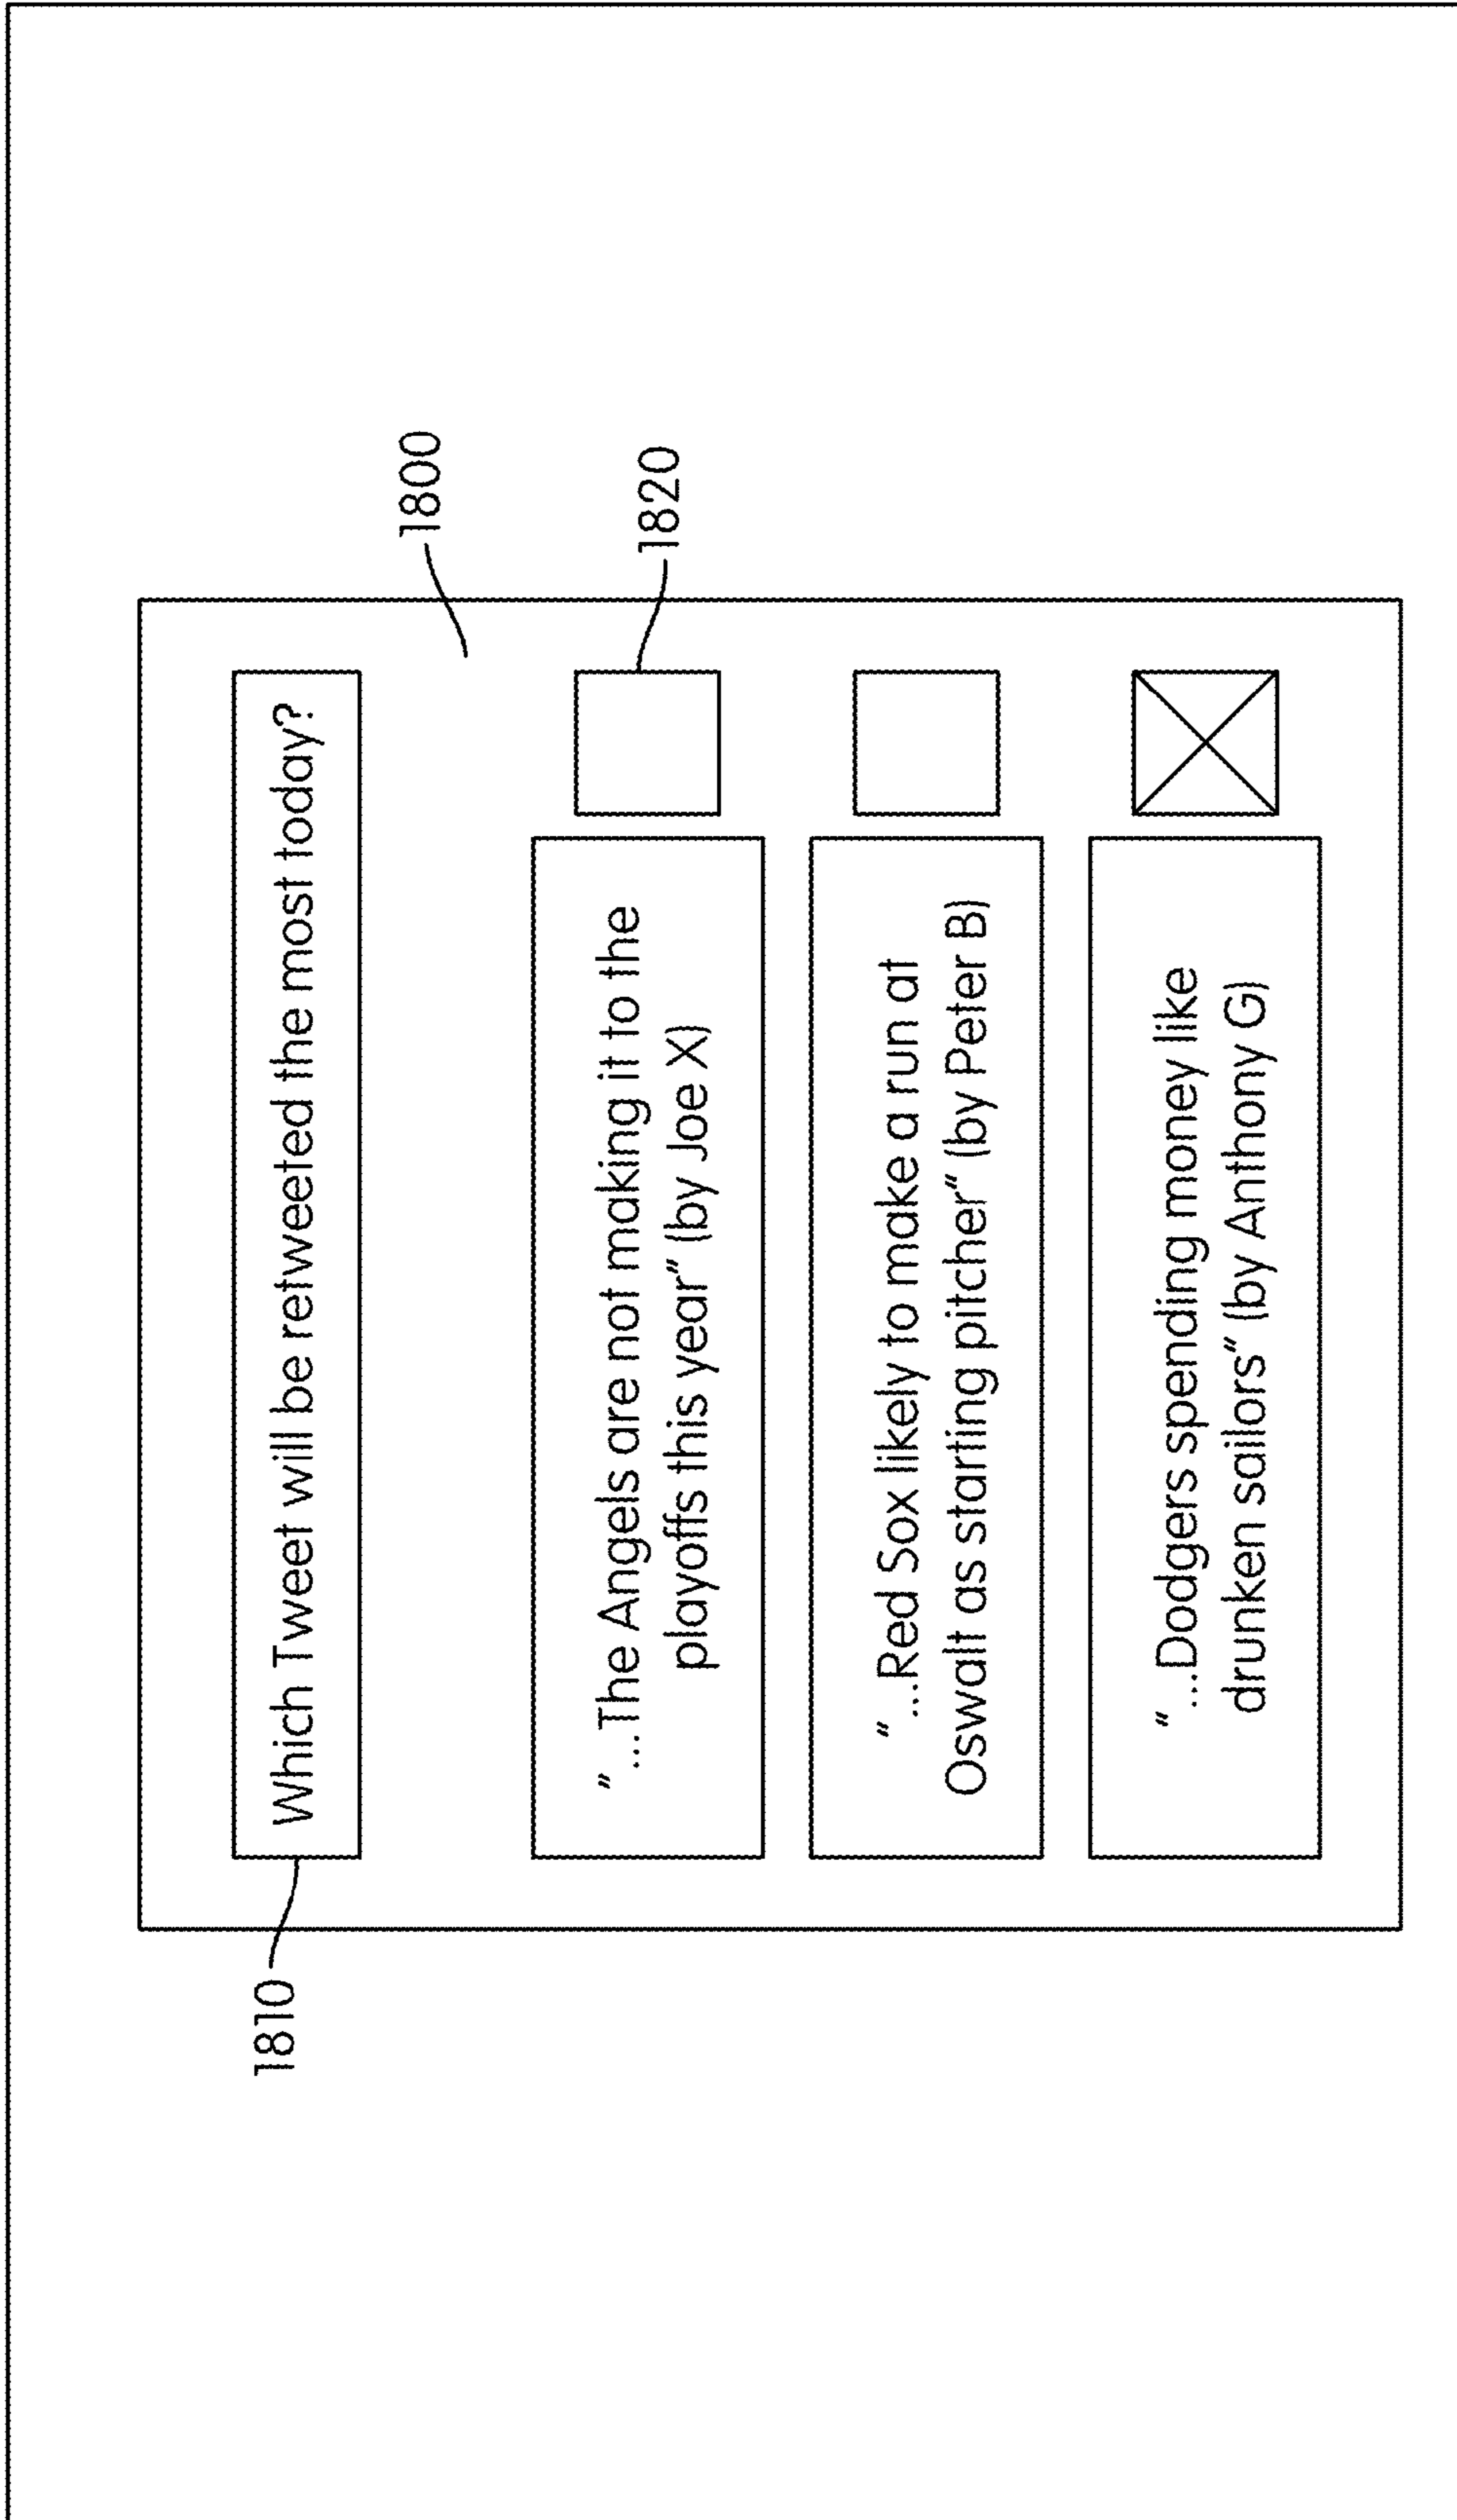 1800
1810
Which Tweet will be retweeted the most today?
1820
"...The Angels are not making it to the
playoffs this year" (by Joe X)
"...Red Sox likely to make a run at
Oswalt as starting pitcher" (by Peter B)
"...Dodgers spending money like
drunken sailors" (by Anthony G)